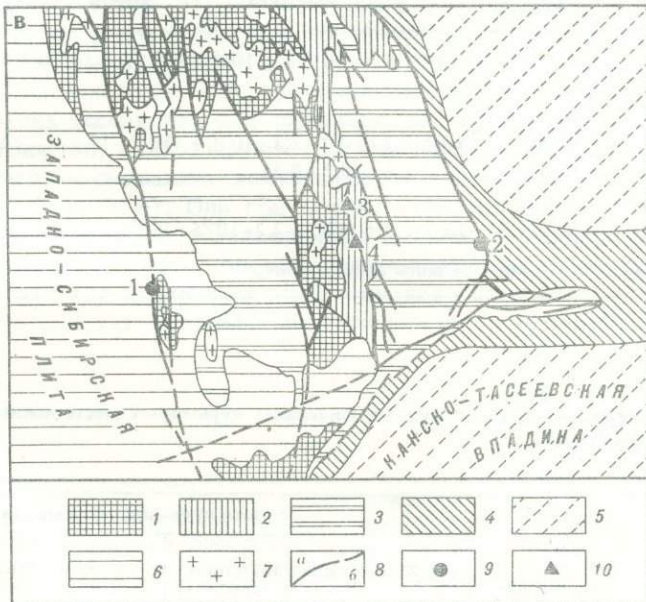 В
ЗАПАДНО-СИБИРСКАЯ
ПЛИТА
1
3
4
2
КАНСКО-ТАСЕЕВСКАЯ
ВПАДИНА
1 2 3 4 5
6 7 а б 8 9 10